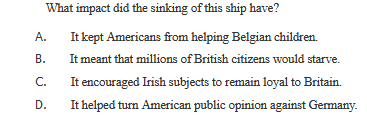 What impact did the sinking of this ship have?
A. It kept Americans from helping Belgian children.
B. It meant that millions of British citizens would starve.
C. It encouraged Irish subjects to remain loyal to Britain.
D. It helped turn American public opinion against Germany.